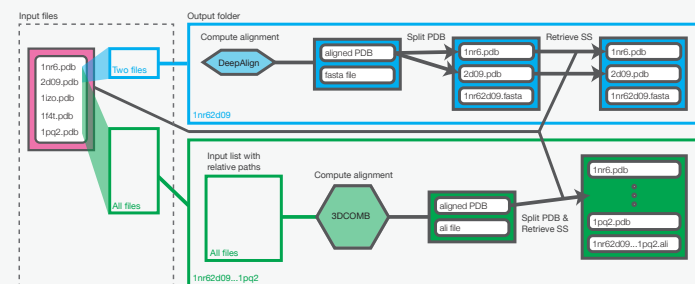 Input files
1nr6.pdb
2d09.pdb
1izo.pdb
1f4t.pdb
1pq2.pdb
Two files
All files
Output folder
Compute alignment
DeepAlign
aligned PDB
fasta file
Split PDB
1nr6.pdb
2d09.pdb
1nr62d09.fasta
Retrieve SS
1nr6.pdb
2d09.pdb
1nr62d09.fasta
1nr62d09
Input list with
relative paths
All files
Compute alignment
3DCOMB
aligned PDB
ali file
Split PDB &
Retrieve SS
1nr6.pdb
1pq2.pdb
1nr62d09...1pq2.ali
1nr62d09...1pq2